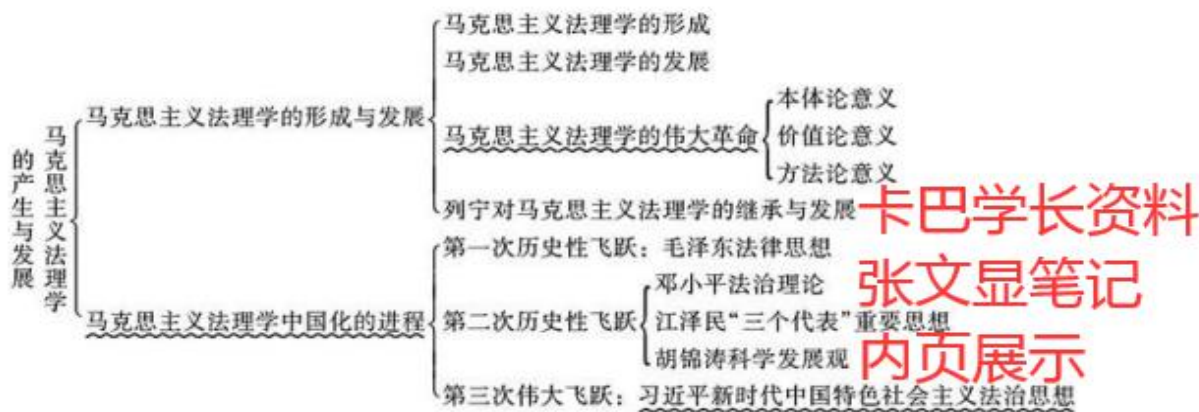 马克思主义法理学的产生与发展
马克思主义法理学的形成与发展
马克思主义法理学的形成
马克思主义法理学的发展
马克思主义法理学的伟大革命
本体论意义
价值论意义
方法论意义
列宁对马克思主义法理学的继承与发展
马克思主义法理学中国化的进程
第一次历史性飞跃：毛泽东法律思想
第二次历史性飞跃
邓小平法治理论
江泽民“三个代表”重要思想
胡锦涛科学发展观
第三次伟大飞跃：习近平新时代中国特色社会主义法治思想
卡巴学长资料
张文显笔记
内页展示